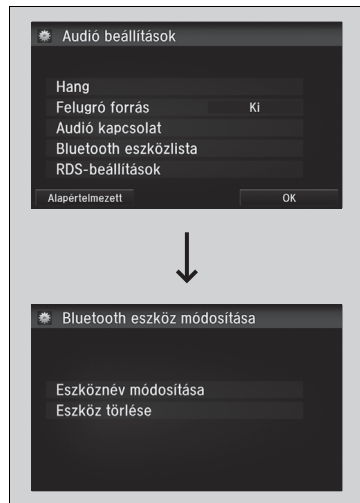 Audió beállítások
Hang
Felugró forrás Ki
Audió kapcsolat
Bluetooth eszközlista
RDS-beállítások
Alapértelmezett OK
Bluetooth eszköz módosítása
Eszköznév módosítása
Eszköz törlése